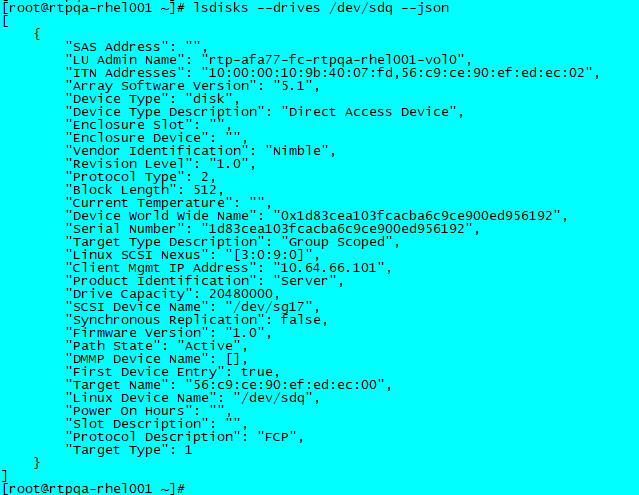 [root@rtpqa-rhel001 ~]# lsdisks --drives /dev/sdq --json
[
    {
        "SAS Address": "",
        "LU Admin Name": "rtp-afa77-fc-rtpqa-rhel001-vol0",
        "ITN Addresses": "10:00:00:10:9b:40:07:fd,56:c9:ce:90:ef:ed:ec:02",
        "Array Software Version": "5.1",
        "Device Type": "disk",
        "Device Type Description": "Direct Access Device",
        "Enclosure Slot": "",
        "Enclosure Device": "",
        "Vendor Identification": "Nimble",
        "Revision Level": "1.0",
        "Protocol Type": 2,
        "Block Length": 512,
        "Current Temperature": "",
        "Device World Wide Name": "0x1d83cea103fcacba6c9ce900ed956192",
        "Serial Number": "1d83cea103fcacba6c9ce900ed956192",
        "Target Type Description": "Group Scoped",
        "Linux SCSI Nexus": "[3:0:9:0]",
        "Client Mgmt IP Address": "10.64.66.101",
        "Product Identification": "Server",
        "Drive Capacity": 20480000,
        "SCSI Device Name": "/dev/sg17",
        "Synchronous Replication": false,
        "Firmware Version": "1.0",
        "Path State": "Active",
        "DMMP Device Name": [],
        "First Device Entry": true,
        "Target Name": "56:c9:ce:90:ef:ed:ec:00",
        "Linux Device Name": "/dev/sdq",
        "Power On Hours": "",
        "Slot Description": "",
        "Protocol Description": "FCP",
        "Target Type": 1
    }
]
[root@rtpqa-rhel001 ~]#